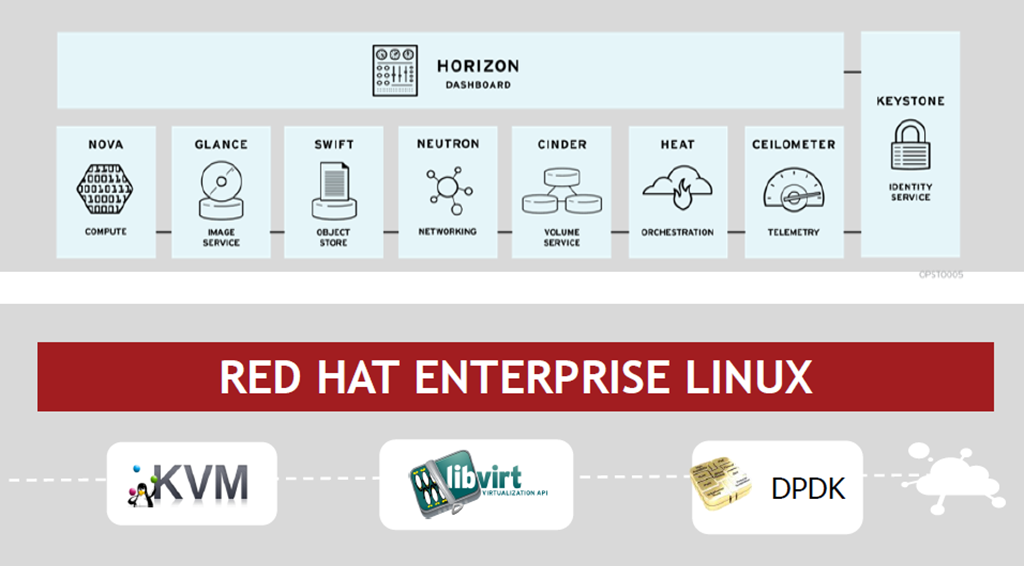 HORIZON
DASHBOARD
KEYSTONE
IDENTITY
SERVICE
NOVA
COMPUTE
GLANCE
IMAGE
SERVICE
SWIFT
OBJECT
STORE
NEUTRON
NETWORKING
CINDER
VOLUME
SERVICE
HEAT
ORCHESTRATION
CEILOMETER
TELEMETRY
OPST0005
RED HAT ENTERPRISE LINUX
KVM
libvirt
VIRTUALIZATION API
DPDK